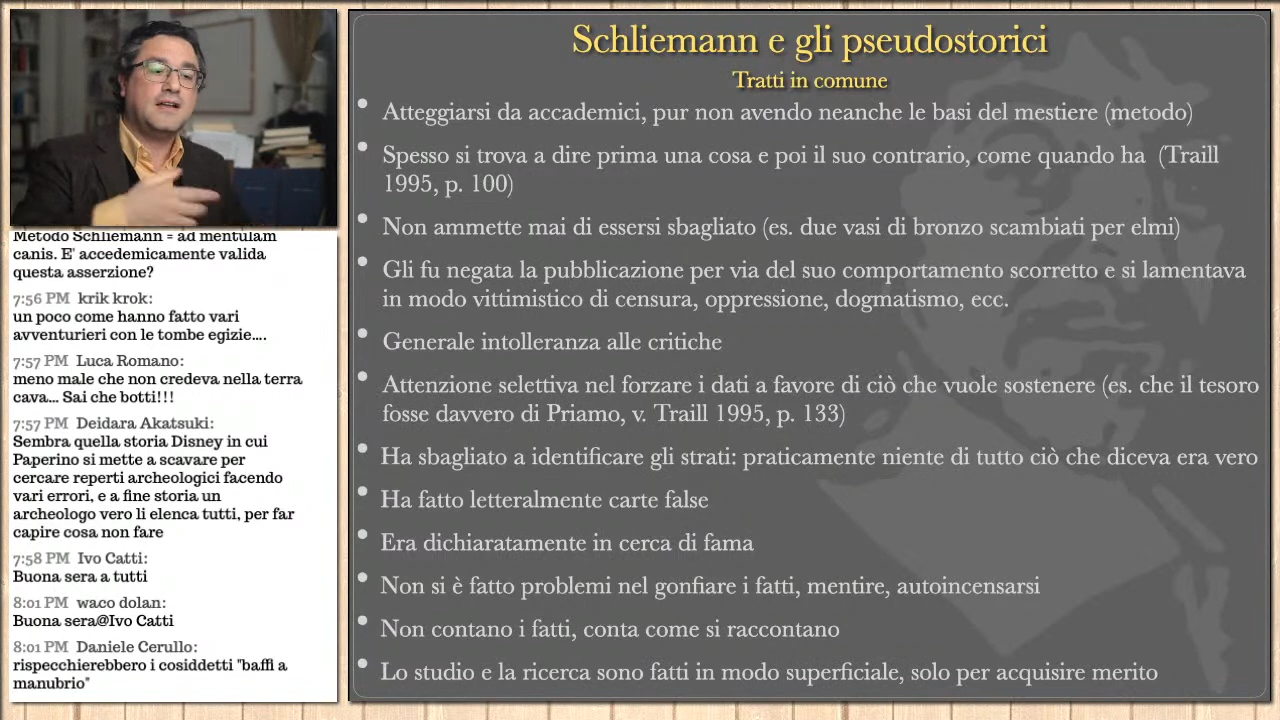 Schliemann e gli pseudostorici
Tratti in comune
• Atteggiarsi da accademici, pur non avendo neanche le basi del mestiere (metodo)
• Spesso si trova a dire prima una cosa e poi il suo contrario, come quando ha (Traill
1995, p. 100)
• Non ammette mai di essersi sbagliato (es. due vasi di bronzo scambiati per elmi)
• Gli fu negata la pubblicazione per via del suo comportamento scorretto e si lamentava
in modo vittimistico di censura, oppressione, dogmatismo, ecc.
• Generale intolleranza alle critiche
• Attenzione selettiva nel forzare i dati a favore di ciò che vuole sostenere (es. che il tesoro
fosse davvero di Priamo, v. Traill 1995, p. 133)
• Ha sbagliato a identificare gli strati: praticamente niente di tutto ciò che diceva era vero
• Ha fatto letteralmente carte false
• Era dichiaratamente in cerca di fama
• Non si è fatto problemi nel gonfiare i fatti, mentire, autoincensarsi
• Non contano i fatti, conta come si raccontano
• Lo studio e la ricerca sono fatti in modo superficiale, solo per acquisire merito
Metodo Schliemann = ad mentulam
canis. E' accedemicamente valida
questa asserzione?
7:56 PM krik krok:
un poco come hanno fatto vari
avventurieri con le tombe egizie....
7:57 PM Luca Romano:
meno male che non credeva nella terra
cava... Sai che botti!!!
7:57 PM Deidara Akatsuki:
Sembra quella storia Disney in cui
Paperino si mette a scavare per
cercare reperti archeologici facendo
vari errori, e a fine storia un
archeologo vero li elenca tutti, per far
capire cosa non fare
7:58 PM Ivo Catti:
Buona sera a tutti
8:01 PM waco dolan:
Buona sera@Ivo Catti
8:01 PM Daniele Cerullo:
rispecchierebbero i cosiddetti "baffi a
manubrio"